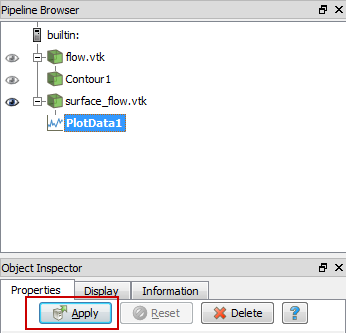 Pipeline Browser
builtin:
flow.vtk
Contour1
surface_flow.vtk
PlotData1
Object Inspector
Properties Display Information
Apply Reset Delete ?